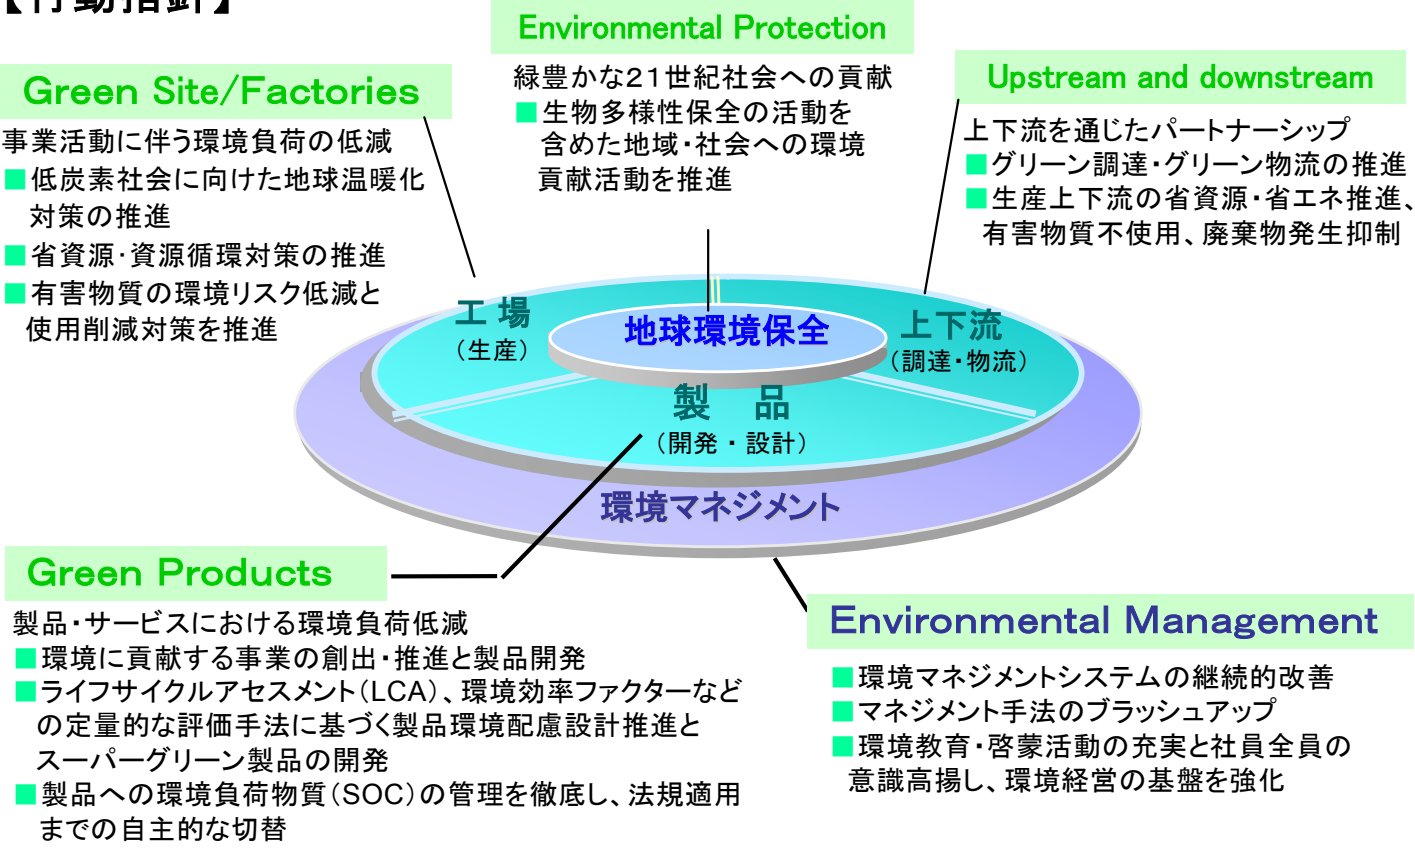 【行動指針】
Environmental Protection
緑豊かな21世紀社会への貢献
■生物多様性保全の活動を
含めた地域・社会への環境
貢献活動を推進
Green Site/Factories
事業活動に伴う環境負荷の低減
■低炭素社会に向けた地球温暖化
対策の推進
■省資源・資源循環対策の推進
■有害物質の環境リスク低減と
使用削減対策を推進
Upstream and downstream
上下流を通じたパートナーシップ
■グリーン調達・グリーン物流の推進
■生産上下流の省資源・省エネ推進、
有害物質不使用、廃棄物発生抑制
工 場
（生産）
地球環境保全
上下流
（調達・物流）
製 品
（開発・設計）
環境マネジメント
Green Products
製品・サービスにおける環境負荷低減
■環境に貢献する事業の創出・推進と製品開発
■ライフサイクルアセスメント（LCA）、環境効率ファクターなど
の定量的な評価手法に基づく製品環境配慮設計推進と
スーパーグリーン製品の開発
■製品への環境負荷物質（SOC）の管理を徹底し、法規適用
までの自主的な切替
Environmental Management
■環境マネジメントシステムの継続的改善
■マネジメント手法のブラッシュアップ
■環境教育・啓蒙活動の充実と社員全員の
意識高揚し、環境経営の基盤を強化